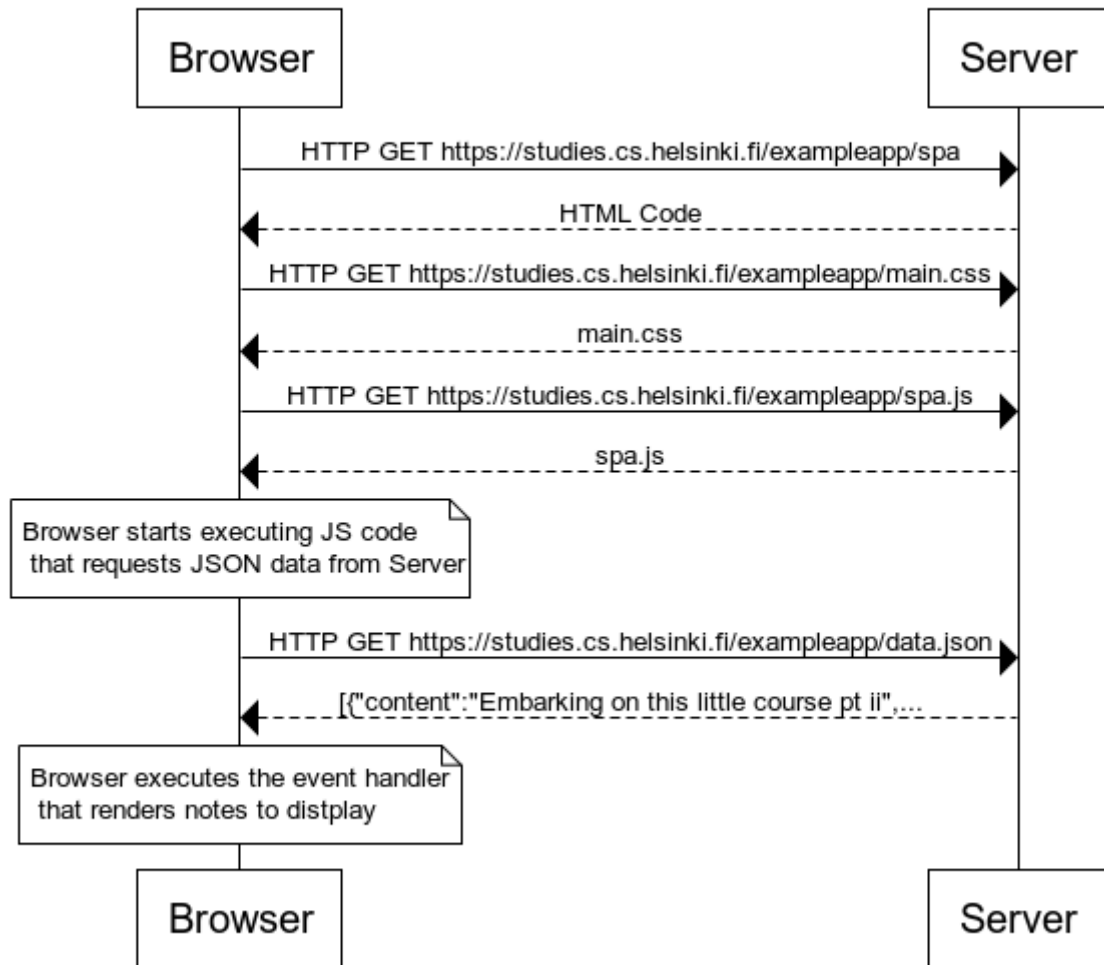 Browser
Server
HTTP GET https://studies.cs.helsinki.fi/exampleapp/spa
HTML Code
HTTP GET https://studies.cs.helsinki.fi/exampleapp/main.css
main.css
HTTP GET https://studies.cs.helsinki.fi/exampleapp/spa.js
spa.js
Browser starts executing JS code
that requests JSON data from Server
HTTP GET https://studies.cs.helsinki.fi/exampleapp/data.json
[{"content":"Embarking on this little course pt ii",...
Browser executes the event handler
that renders notes to distplay
Browser
Server